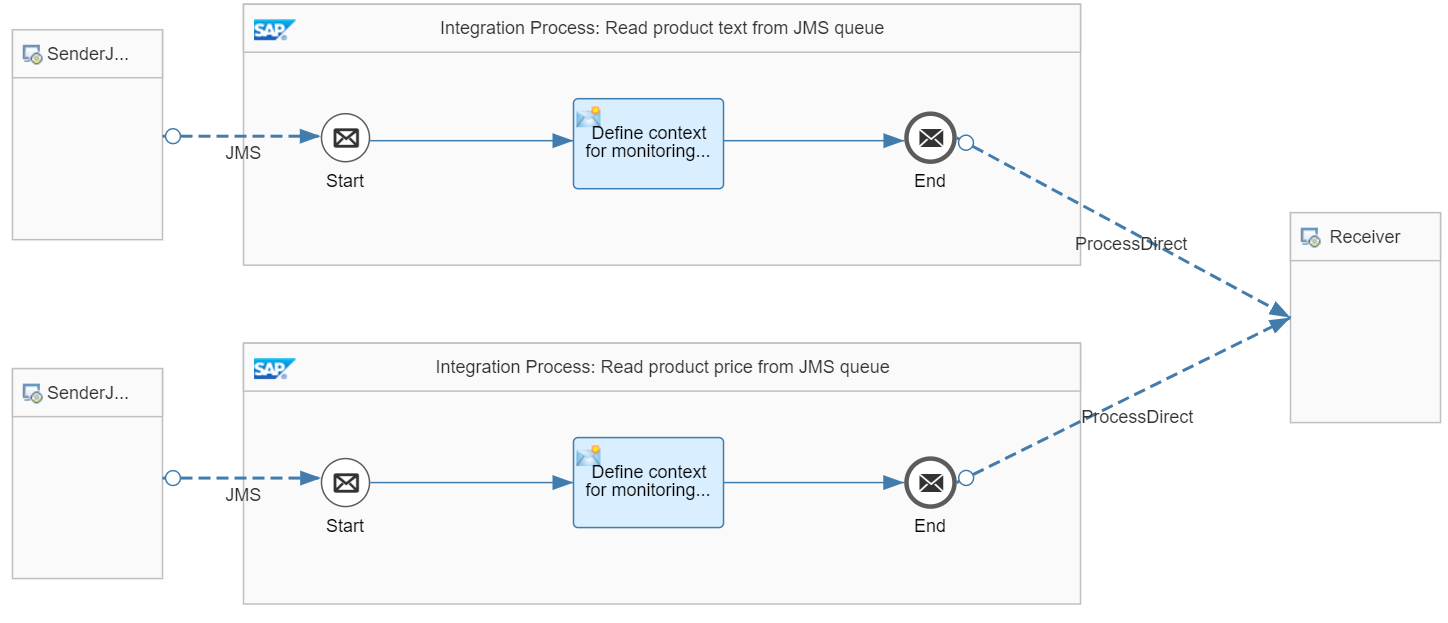 SAP
Integration Process: Read product text from JMS queue
SenderJ...
Define context
for monitoring...
JMS
Start
End
ProcessDirect
Receiver
SAP
Integration Process: Read product price from JMS queue
SenderJ...
Define context
for monitoring...
JMS
Start
End
ProcessDirect